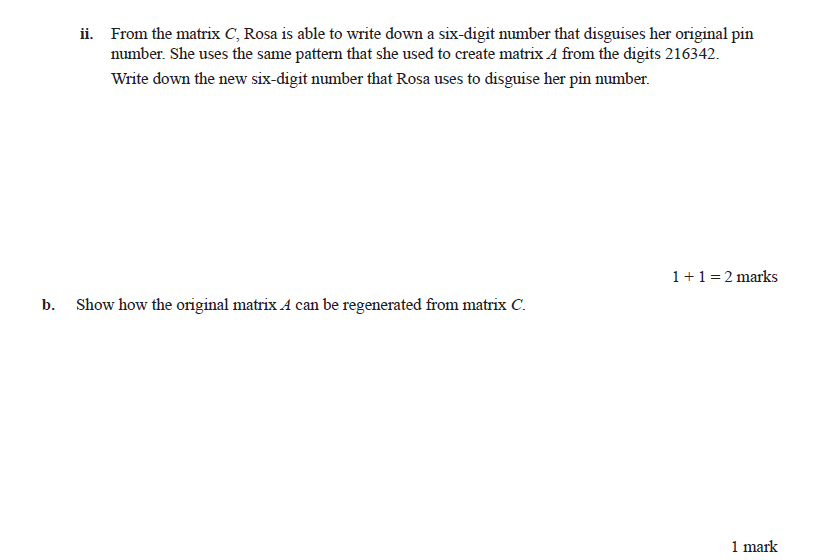 ii. From the matrix C, Rosa is able to write down a six-digit number that disguises her original pin
number. She uses the same pattern that she used to create matrix A from the digits 216342.
Write down the new six-digit number that Rosa uses to disguise her pin number.
1 + 1 = 2 marks
b. Show how the original matrix A can be regenerated from matrix C.
1 mark